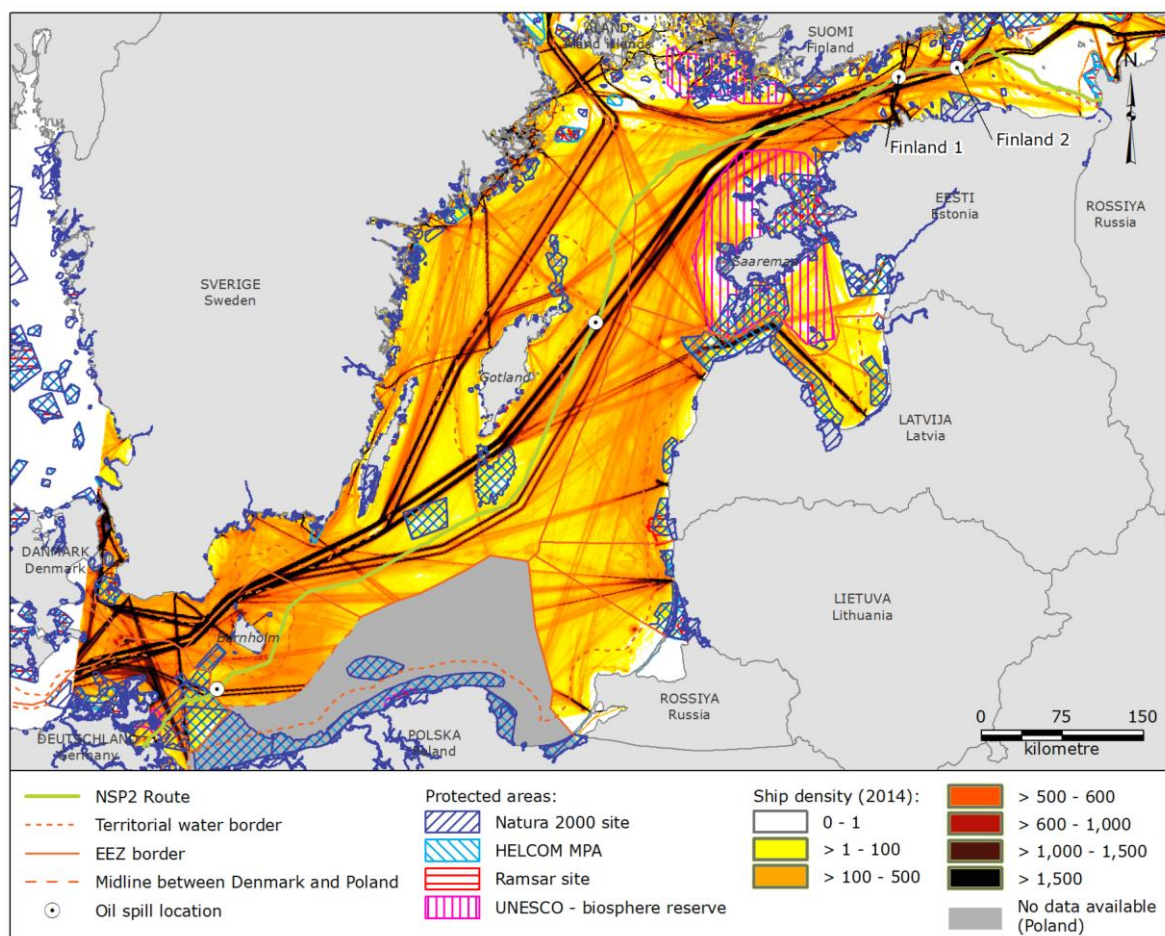 ÅLAND
Åland islands
SUOMI
Finland
N
Finland 1
Finland 2
EESTI
Estonia
ROSSIYA
Russia
SVERIGE
Sweden
Saaremaa
Gotland
LATVIJA
Latvia
DANMARK
Denmark
LIETUVA
Lithuania
Bornholm
ROSSIYA
Russia
DEUTSCHLAND
Germany
POLSKA
Poland
0 75 150
kilometre
NSP2 Route
Territorial water border
EEZ border
Midline between Denmark and Poland
Oil spill location
Protected areas:
Natura 2000 site
HELCOM MPA
Ramsar site
UNESCO - biosphere reserve
Ship density (2014):
0 - 1
> 1 - 100
> 100 - 500
> 500 - 600
> 600 - 1,000
> 1,000 - 1,500
> 1,500
No data available
(Poland)